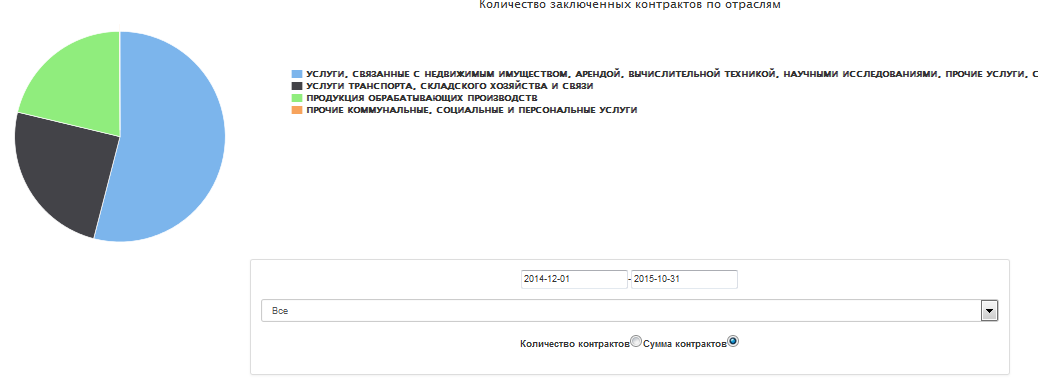 Количество заключенных контрактов по отраслям
УСЛУГИ, СВЯЗАННЫЕ С НЕДВИЖИМЫМ ИМУЩЕСТВОМ, АРЕНДОЙ, ВЫЧИСЛИТЕЛЬНОЙ ТЕХНИКОЙ, НАУЧНЫМИ ИССЛЕДОВАНИЯМИ, ПРОЧИЕ УСЛУГИ, С
УСЛУГИ ТРАНСПОРТА, СКЛАДСКОГО ХОЗЯЙСТВА И СВЯЗИ
ПРОДУКЦИЯ ОБРАБАТЫВАЮЩИХ ПРОИЗВОДСТВ
ПРОЧИЕ КОММУНАЛЬНЫЕ, СОЦИАЛЬНЫЕ И ПЕРСОНАЛЬНЫЕ УСЛУГИ
2014-12-01 - 2015-10-31
Все
Количество контрактов Сумма контрактов